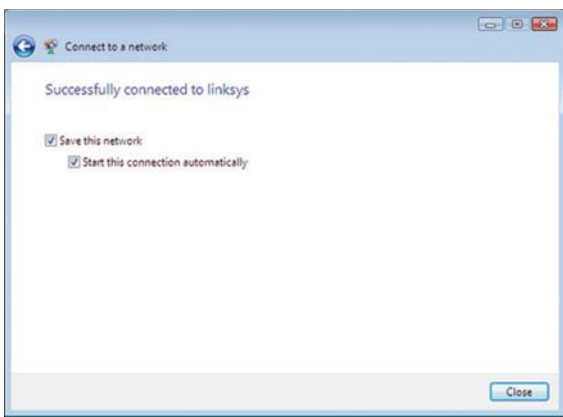 Connect to a network
Successfully connected to linksys
Save this network
Start this connection automatically
Close